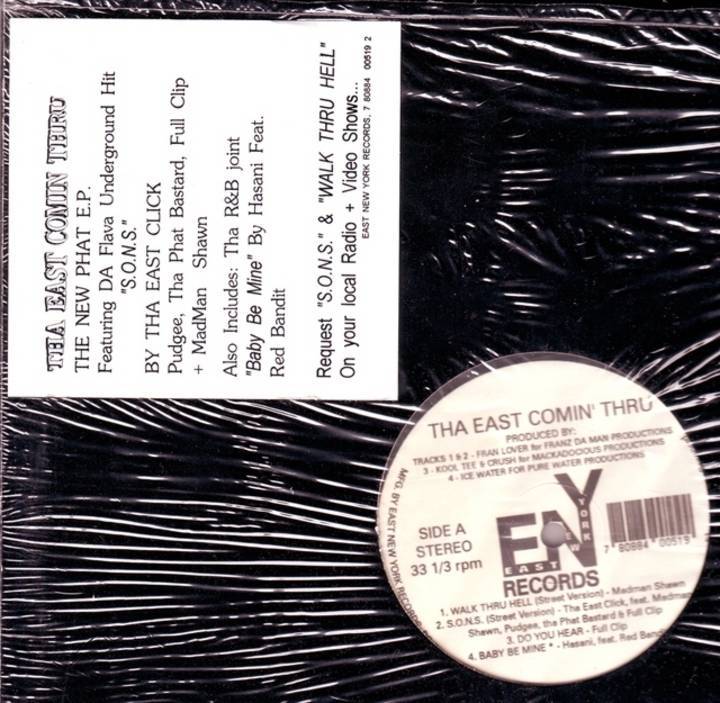 THA EAST COMIN THRU
THE NEW PHAT E.P.
Featuring DA Flava Underground Hit
"S.O.N.S."
BY THA EAST CLICK
Pudgee, Tha Phat Bastard, Full Clip
+ MadMan Shawn
Also Includes: Tha R&B joint
"Baby Be Mine" By Hasani Feat.
Red Bandit
Request "S.O.N.S." & "WALK THRU HELL"
On your local Radio + Video Shows...
EAST NEW YORK RECORDS, 7 80884 00519 2
THA EAST COMIN' THRU
PRODUCED BY:
TRACKS 1 & 2 - FRAN LOVER for FRANZ DA MAN PRODUCTIONS
3 - KOOL TEE & CRUSH for MACKADOCIOUS PRODUCTIONS
4 - ICE WATER FOR PURE WATER PRODUCTIONS
MFG. BY EAST NEW YORK RECORDS
SIDE A
STEREO
33 1/3 rpm
ENY
EAST
NEW
YORK
RECORDS
7 80884 00519
1. WALK THRU HELL (Street Version) - Madman Shawn
2. S.O.N.S. (Street Version) - Tha East Click, feat. Madman
Shawn, Pudgee, tha Phat Bastard & Full Clip
3. DO YOU HEAR - Full Clip
4. BABY BE MINE * - Hasani, feat. Red Band